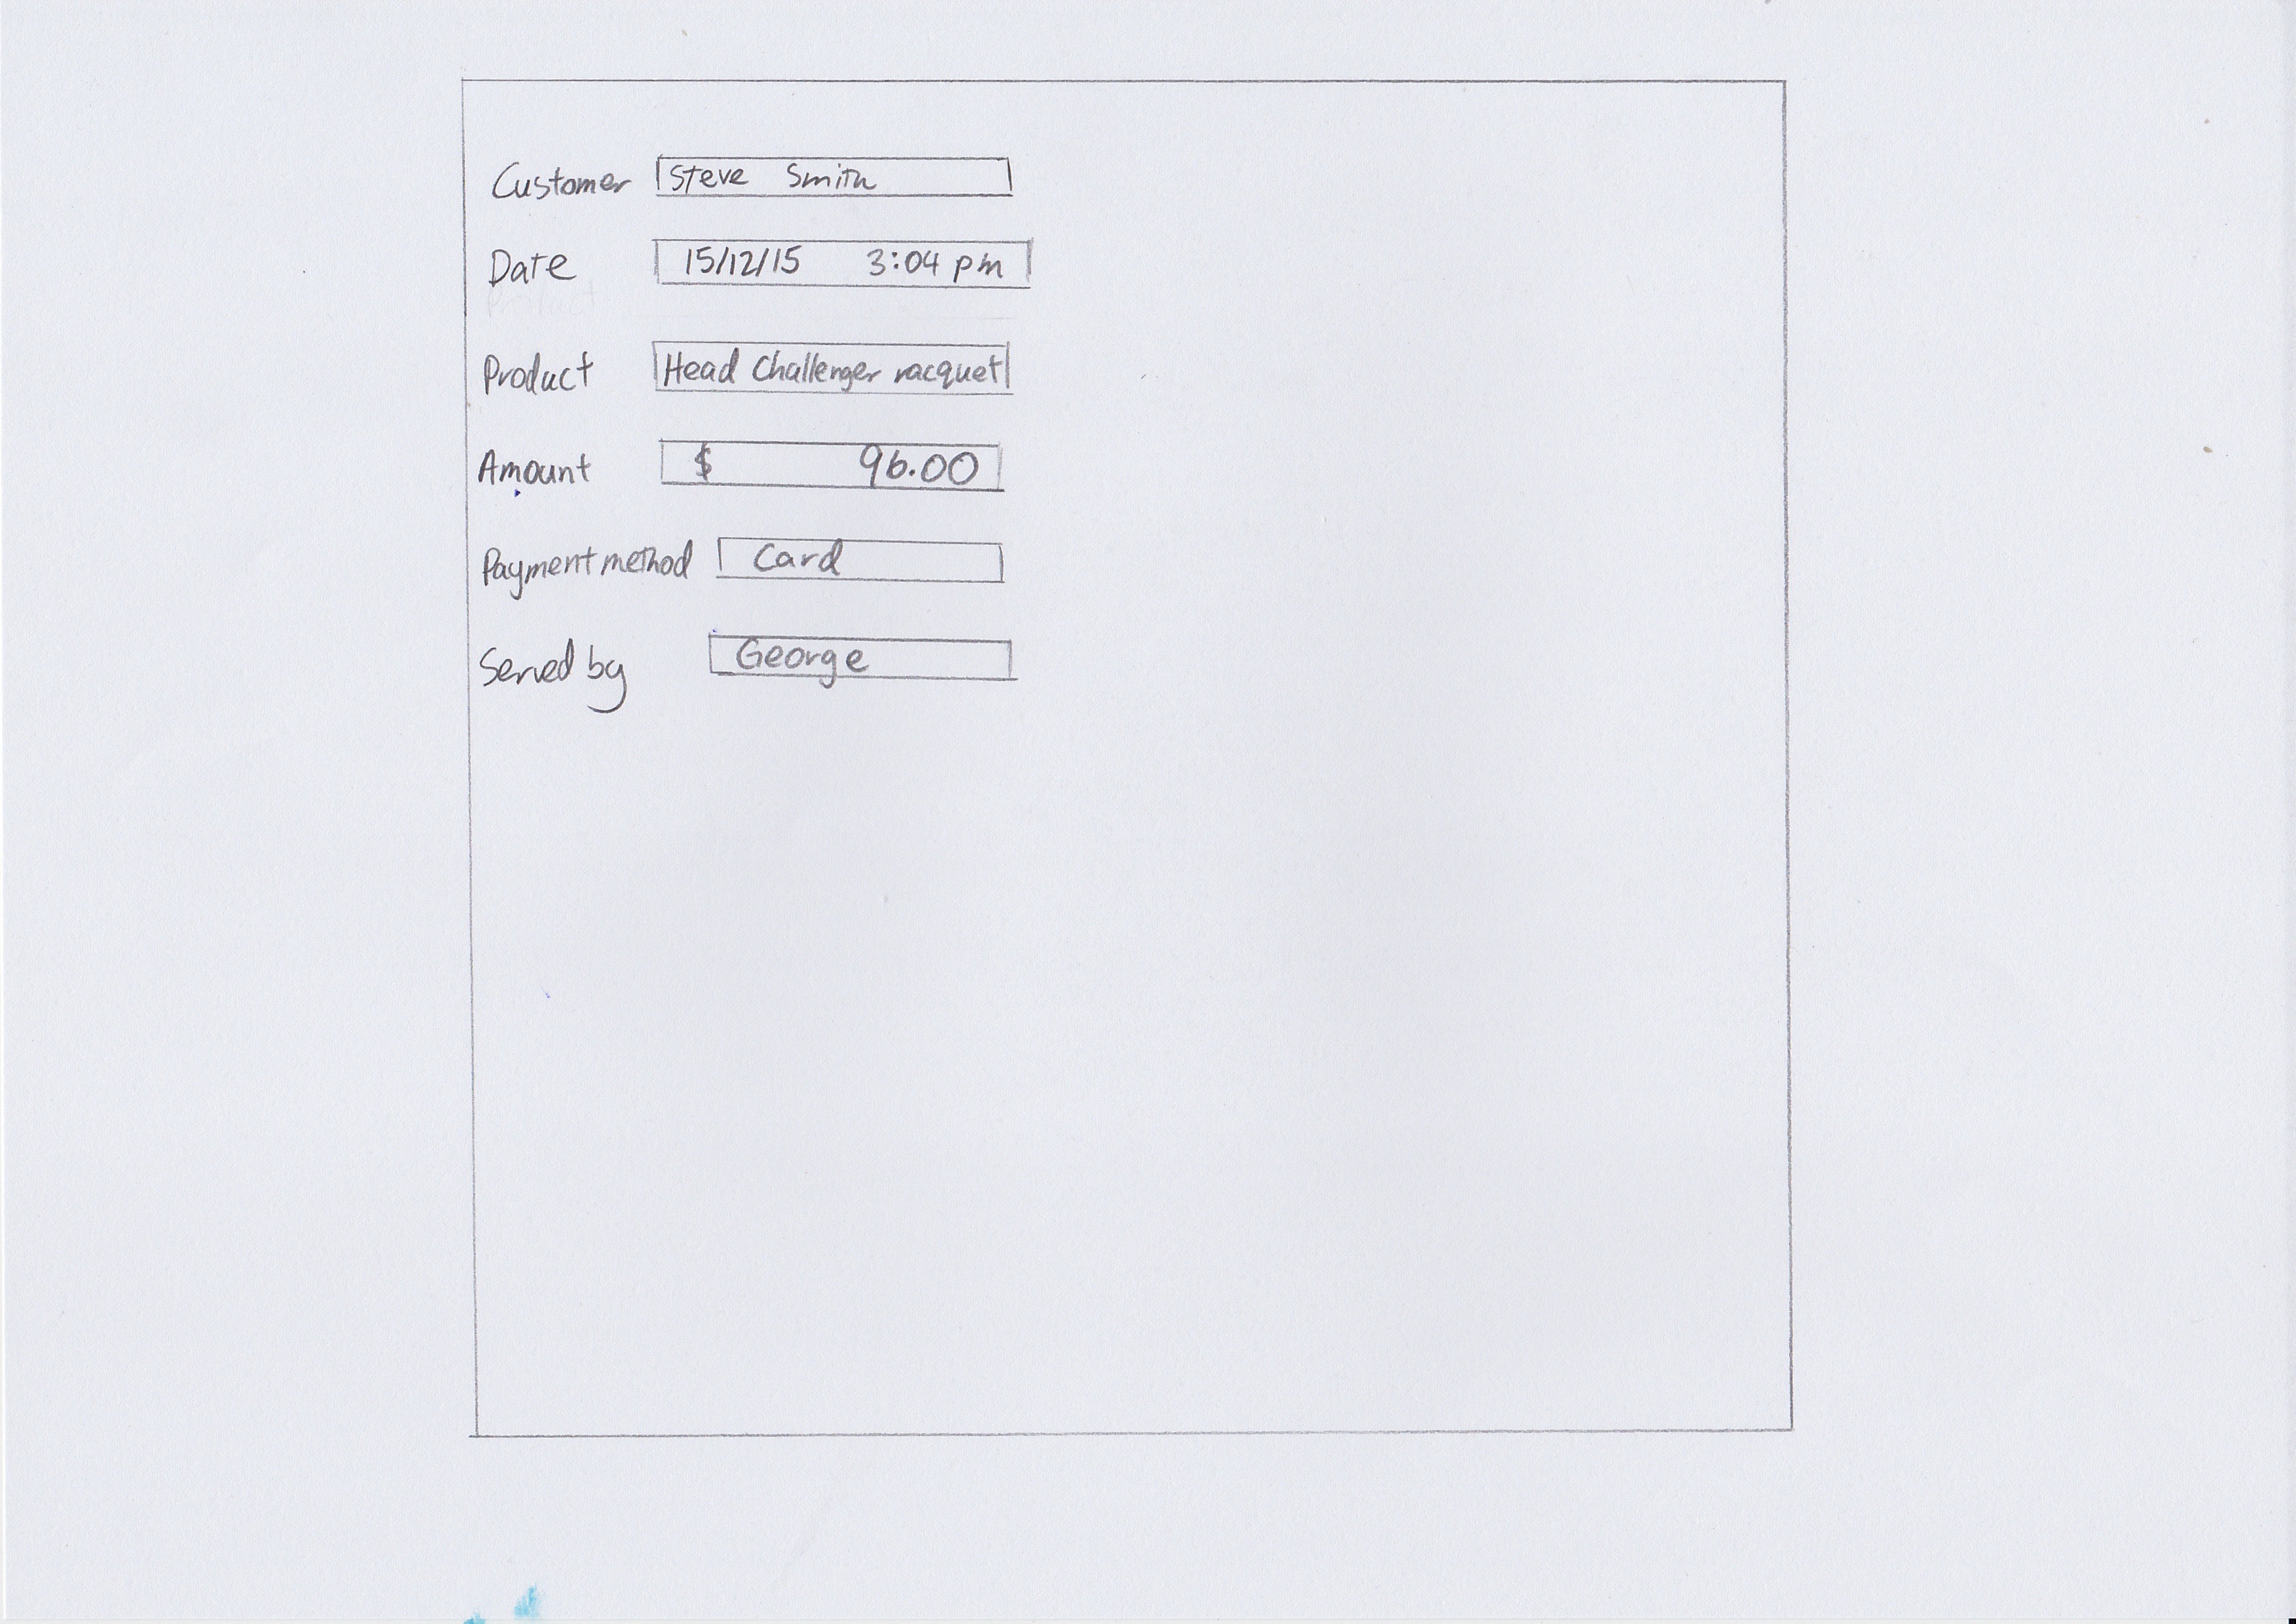 Customer Steve Smith
Date 15/12/15 3:04 pm
Product Head Challenger racquet
Amount $ 96.00
Payment method Card
Served by George